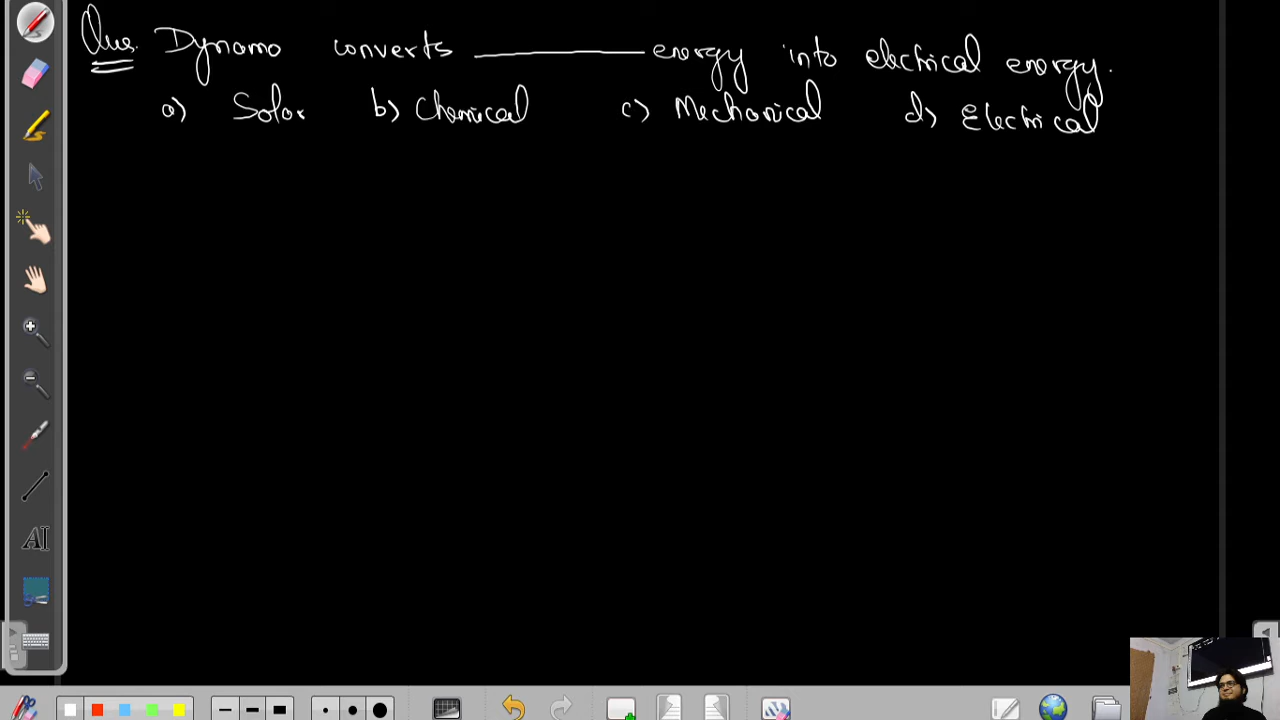 Que. Dynamo converts ________ energy into electrical energy.
a) Solar b) Chemical c) Mechanical d) Electrical